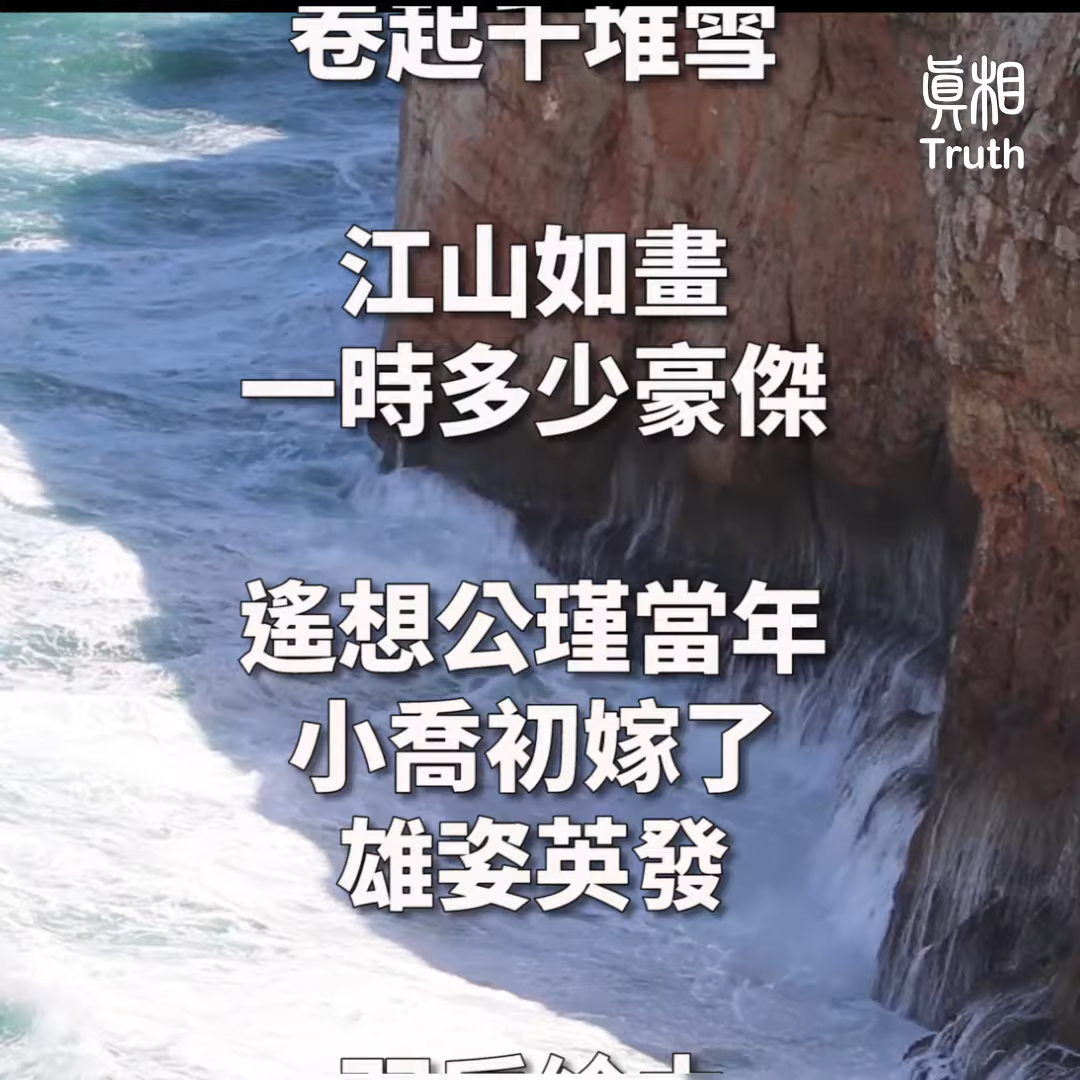 卷起千堆雪
真相
Truth
江山如畫
一時多少豪傑
遙想公瑾當年
小喬初嫁了
雄姿英發